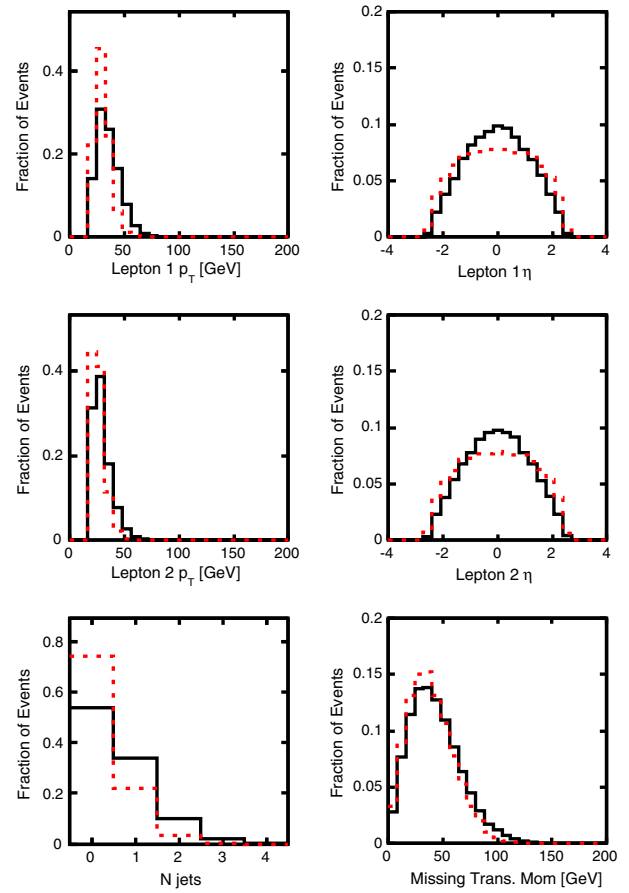 Fraction of Events
0.4
0.2
0
0 50 100 150 200
Lepton 1 p_T [GeV]
Fraction of Events
0.2
0.15
0.1
0.05
0
-4 -2 0 2 4
Lepton 1 η
Fraction of Events
0.4
0.2
0
0 50 100 150 200
Lepton 2 p_T [GeV]
Fraction of Events
0.2
0.15
0.1
0.05
0
-4 -2 0 2 4
Lepton 2 η
Fraction of Events
0.8
0.6
0.4
0.2
0
0 1 2 3 4
N jets
Fraction of Events
0.2
0.15
0.1
0.05
0
0 50 100 150 200
Missing Trans. Mom [GeV]